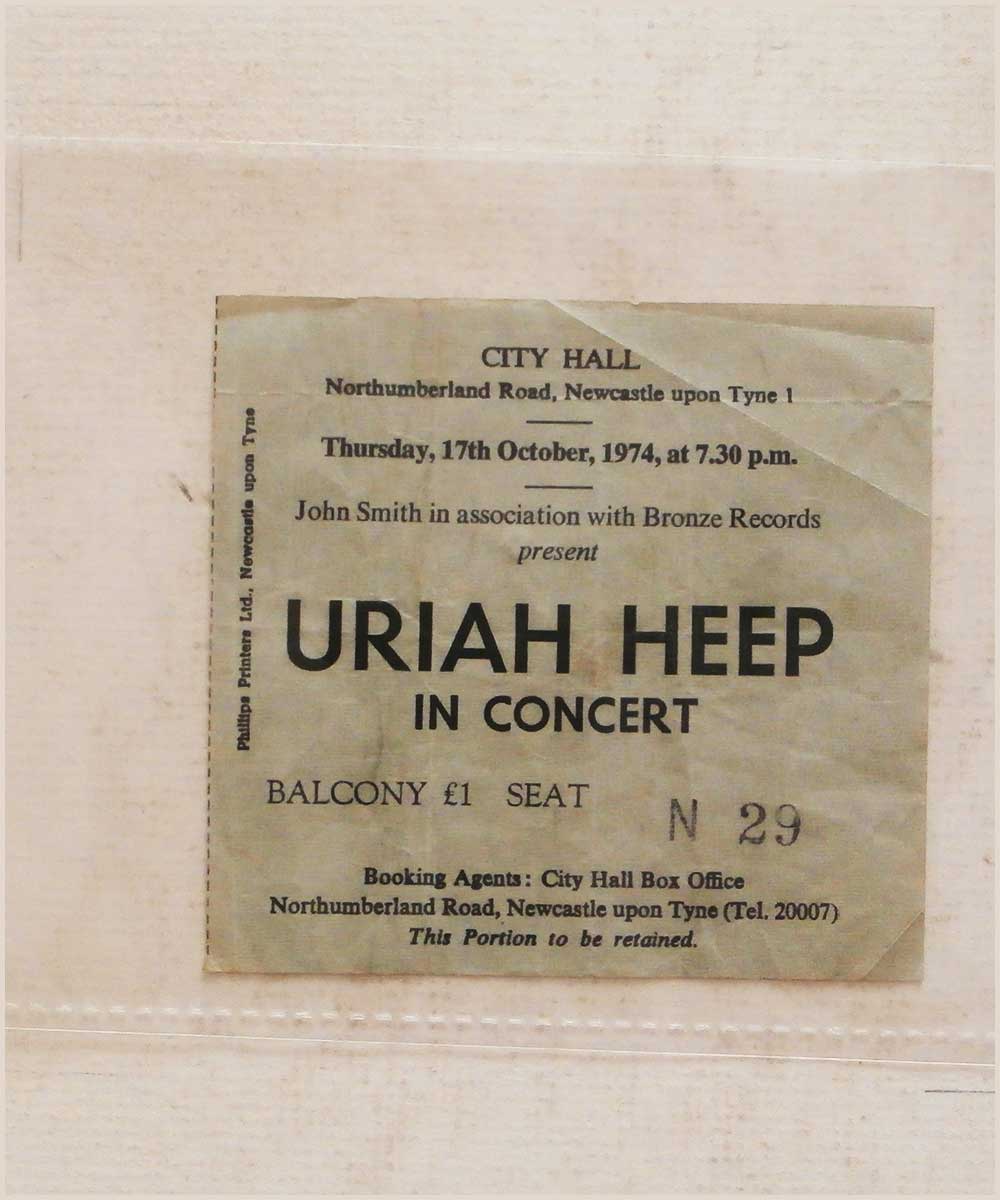 CITY HALL
Northumberland Road, Newcastle upon Tyne 1
Thursday, 17th October, 1974, at 7.30 p.m.
John Smith in association with Bronze Records
present
URIAH HEEP
IN CONCERT
BALCONY £1 SEAT N 29
Booking Agents: City Hall Box Office
Northumberland Road, Newcastle upon Tyne (Tel. 20007)
This Portion to be retained.
Phillips Printers Ltd., Newcastle upon Tyne